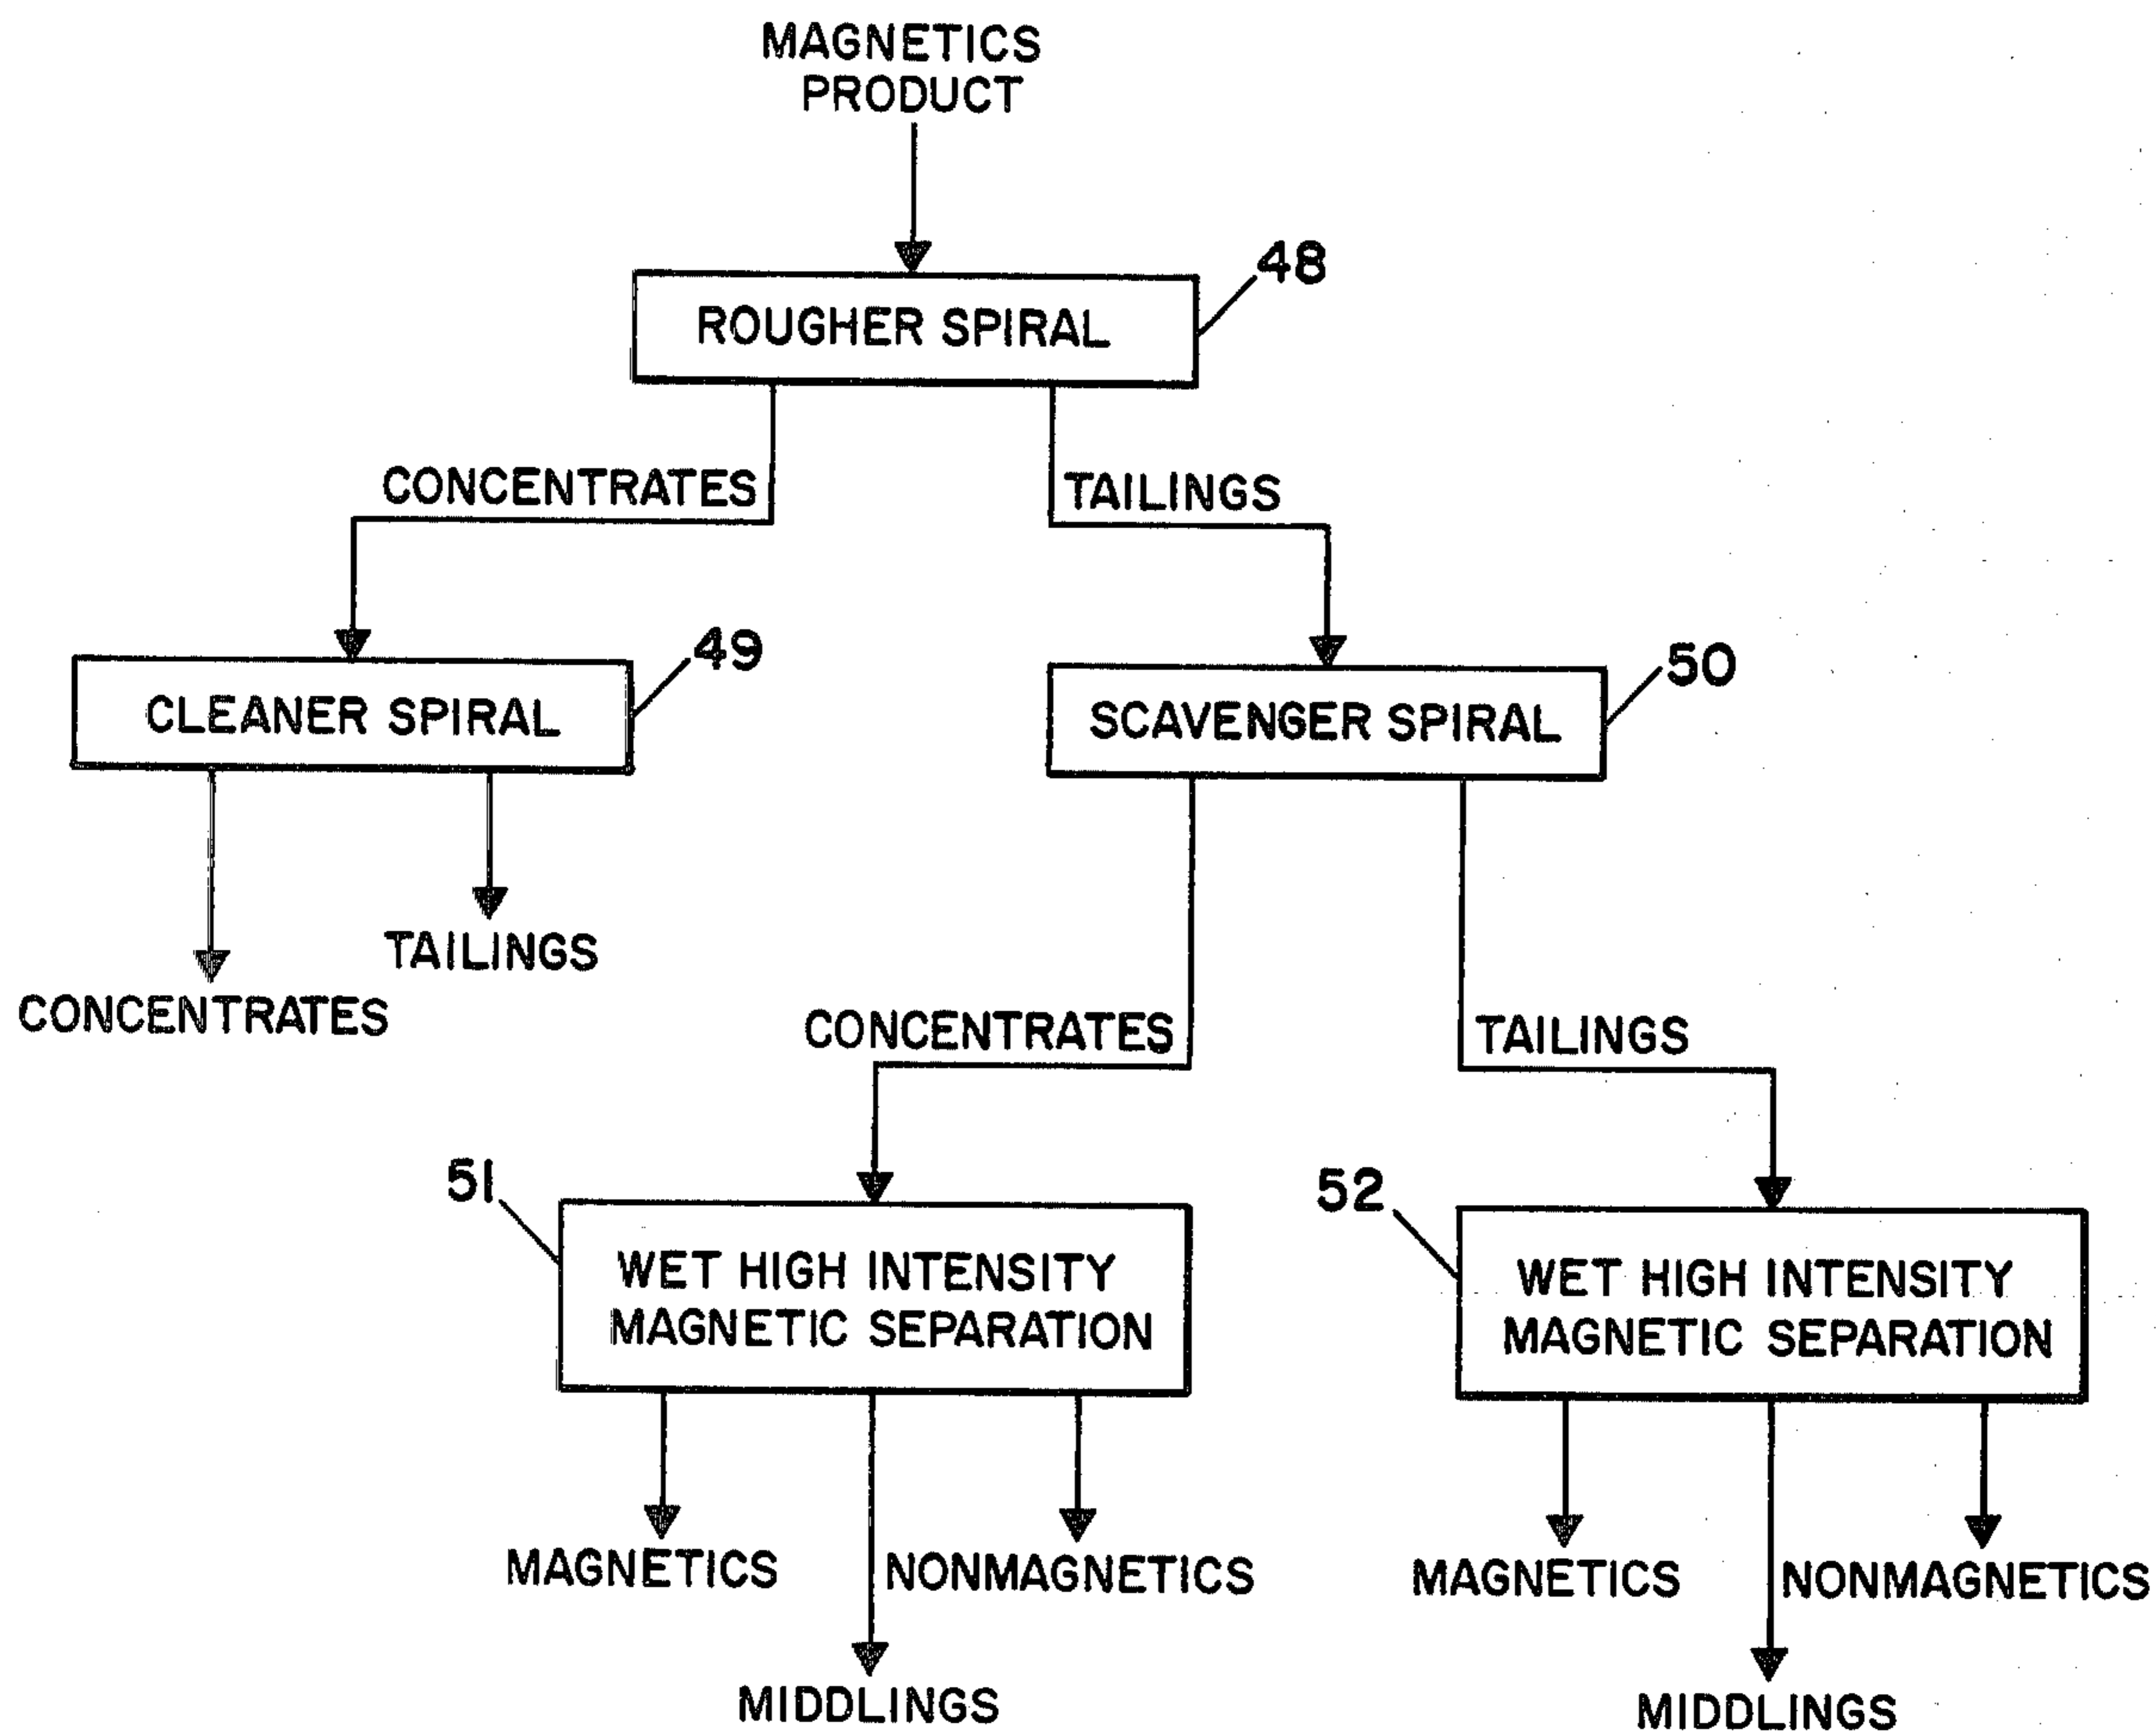 MAGNETICS
PRODUCT
48
ROUGHER SPIRAL
CONCENTRATES
TAILINGS
49
CLEANER SPIRAL
50
SCAVENGER SPIRAL
TAILINGS
CONCENTRATES
CONCENTRATES
TAILINGS
51
WET HIGH INTENSITY
MAGNETIC SEPARATION
52
WET HIGH INTENSITY
MAGNETIC SEPARATION
MAGNETICS
NONMAGNETICS
MIDDLINGS
MAGNETICS
NONMAGNETICS
MIDDLINGS